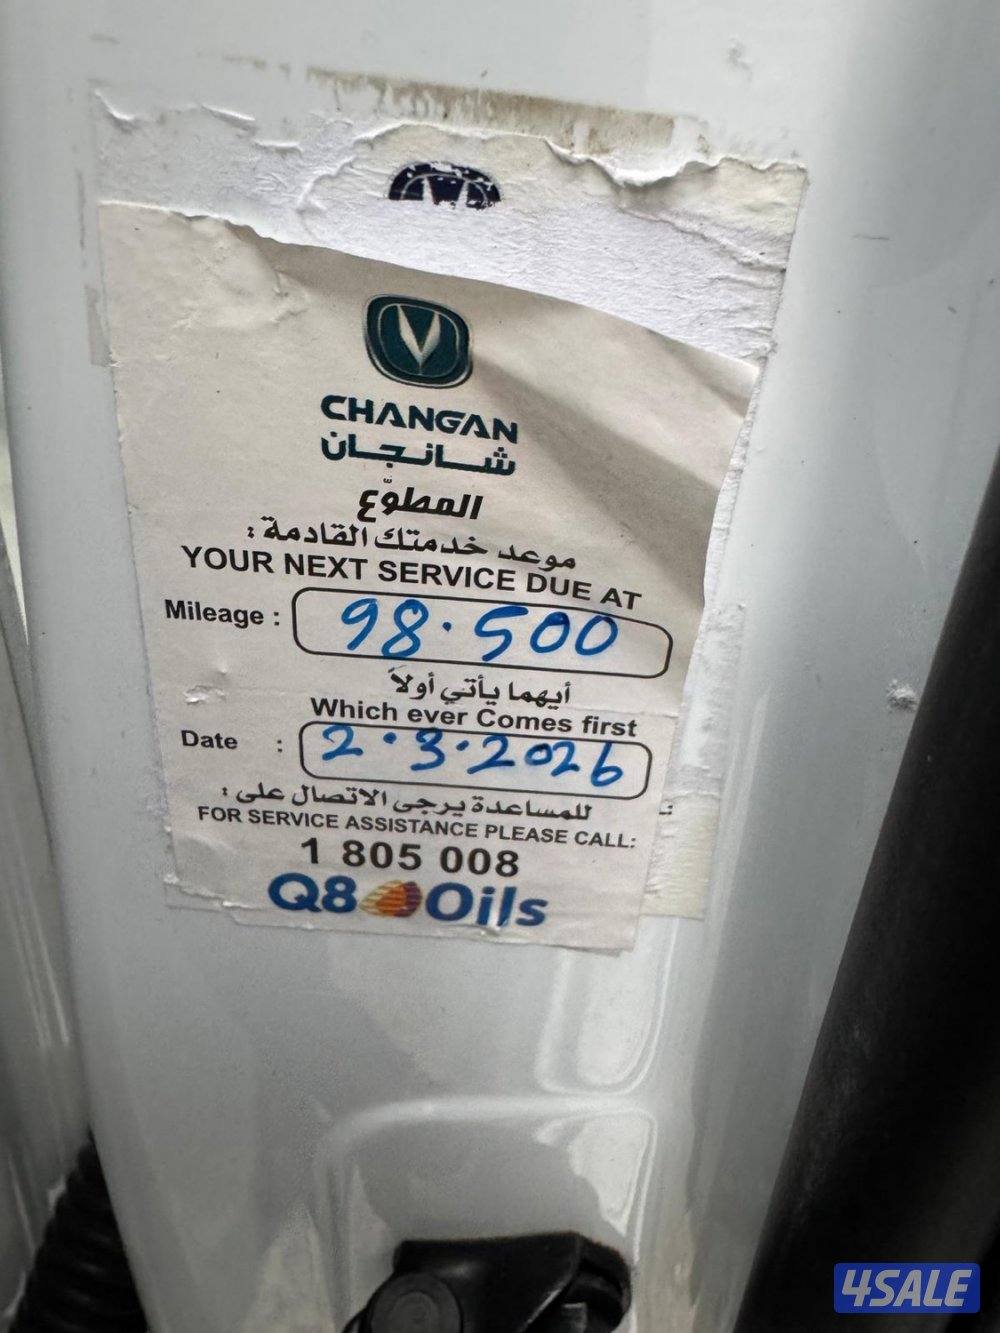 CHANGAN
شانجان
المطوّع
موعد خدمتك القادمة :
YOUR NEXT SERVICE DUE AT
Mileage : 98.500
أيهما يأتي أولاً
Which ever Comes first
Date : 2.3.2026
للمساعدة يرجى الاتصال على :
FOR SERVICE ASSISTANCE PLEASE CALL:
1 805 008
Q8 Oils
4SALE